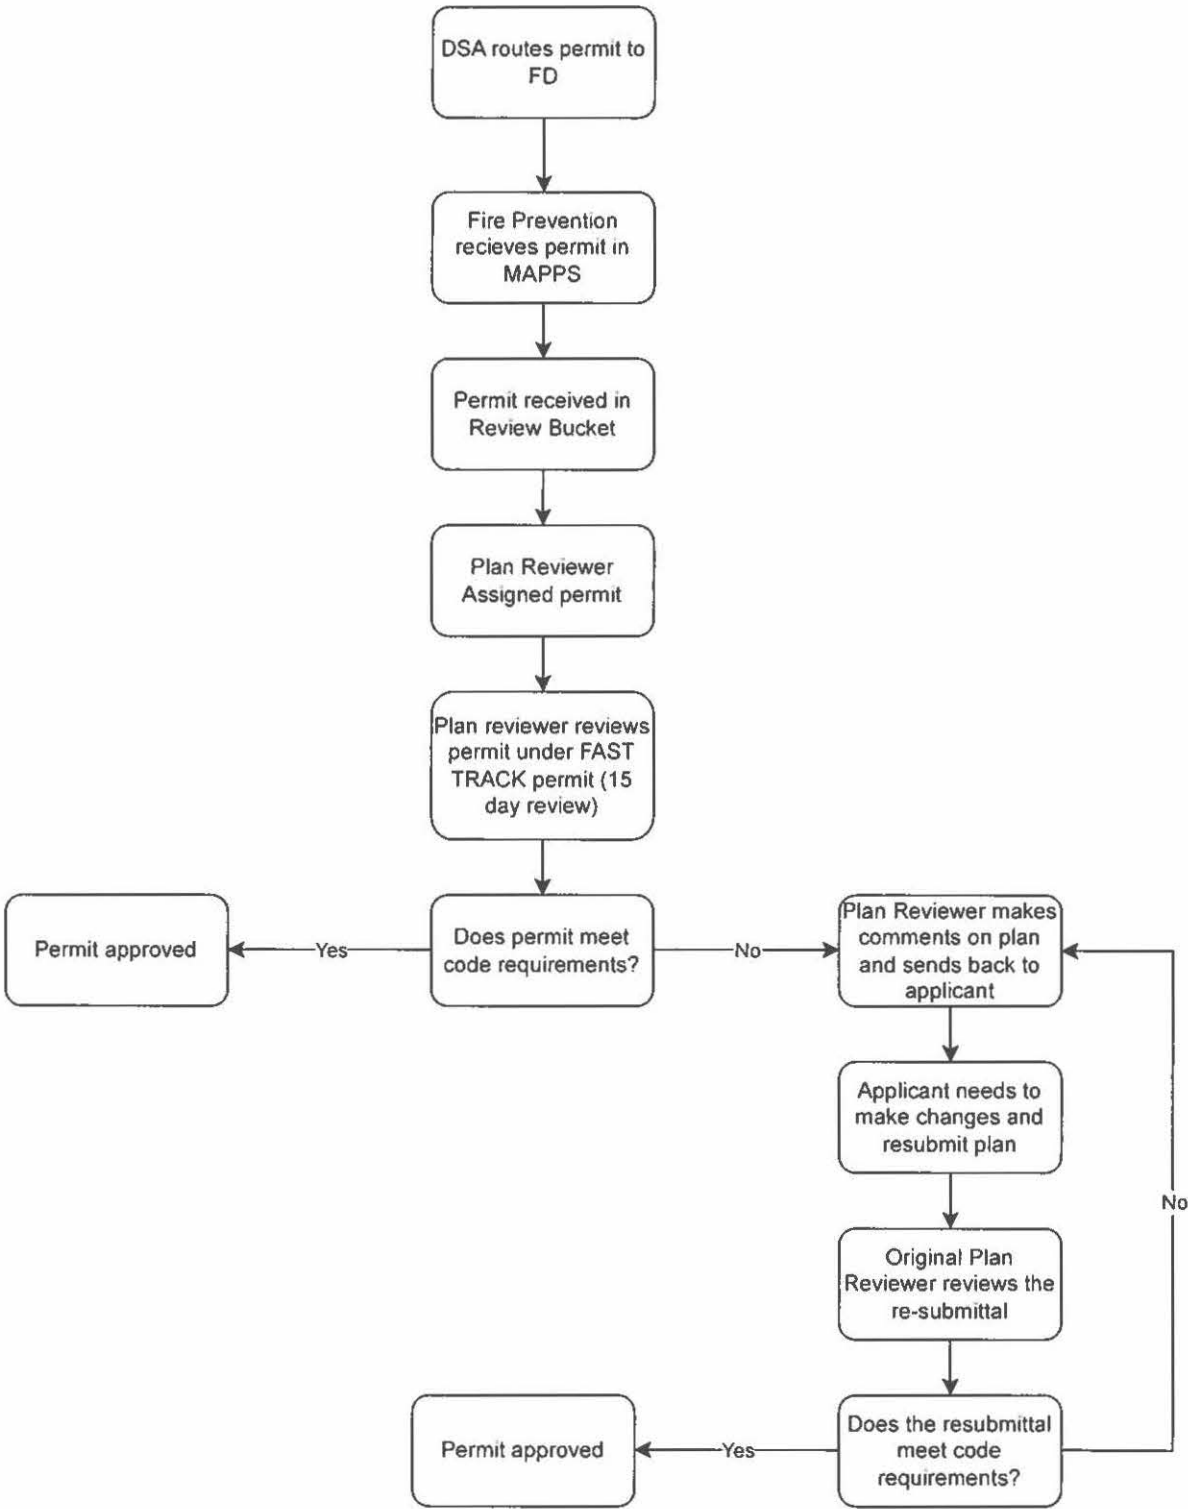 DSA routes permit to
FD
Fire Prevention
recieves permit in
MAPPS
Permit received in
Review Bucket
Plan Reviewer
Assigned permit
Plan reviewer reviews
permit under FAST
TRACK permit (15
day review)
Permit approved
Yes
Does permit meet
code requirements?
No
Plan Reviewer makes
comments on plan
and sends back to
applicant
Applicant needs to
make changes and
resubmit plan
No
Original Plan
Reviewer reviews the
re-submittal
Permit approved
Yes
Does the resubmittal
meet code
requirements?